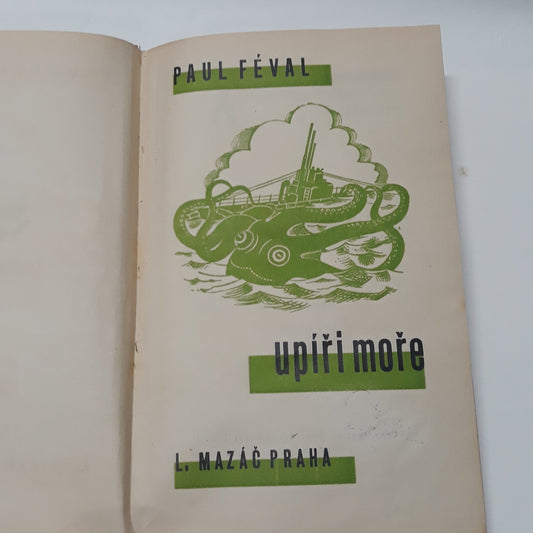 PAUL FÉVAL
upíři moře
L. MAZÁČ PRAHA